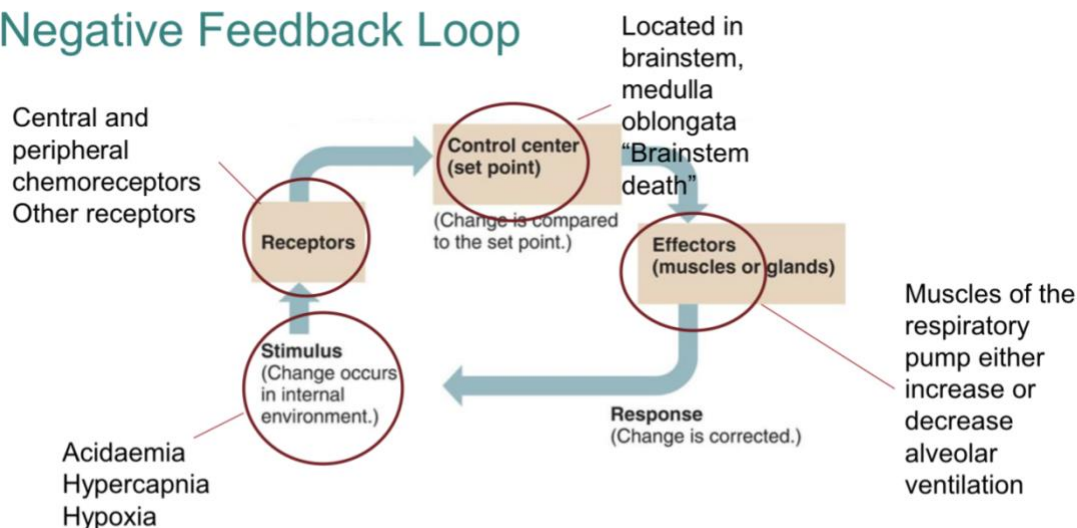 Negative Feedback Loop
Located in
brainstem,
medulla
oblongata
“Brainstem
death”
Central and
peripheral
chemoreceptors
Other receptors
Control center
(set point)
(Change is compared
to the set point.)
Receptors
Effectors
(muscles or glands)
Muscles of the
respiratory
pump either
increase or
decrease
alveolar
ventilation
Stimulus
(Change occurs
in internal
environment.)
Response
(Change is corrected.)
Acidaemia
Hypercapnia
Hypoxia